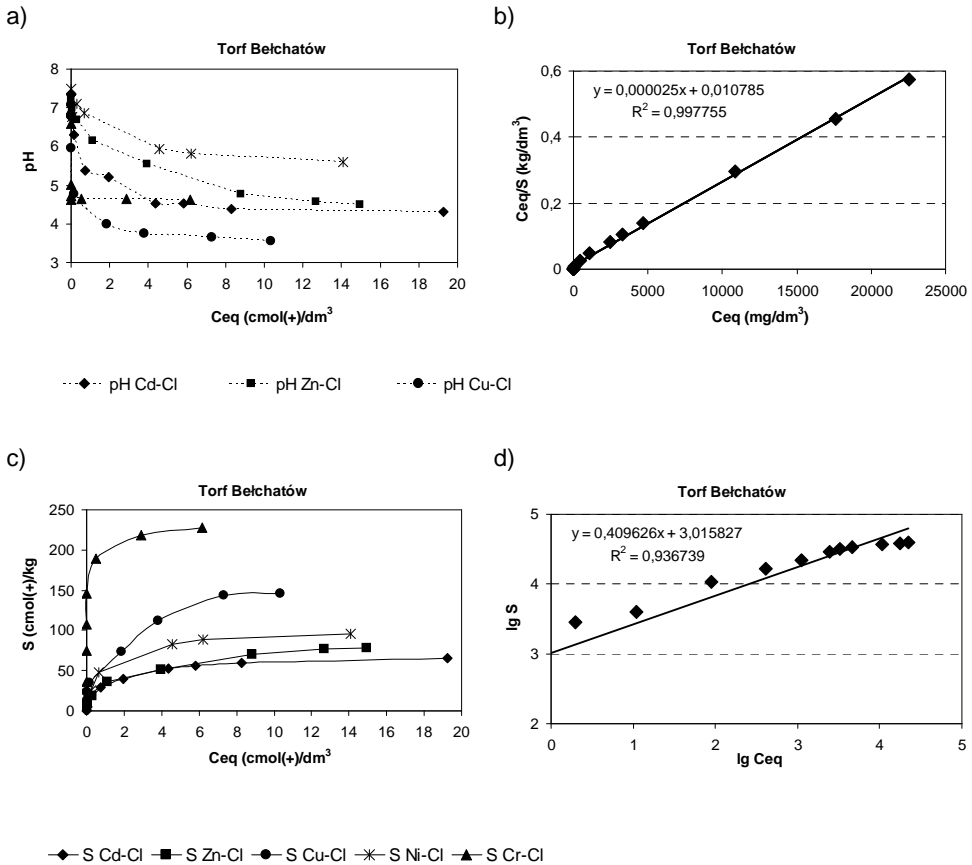 a)
Torf Bełchatów
8
7
6
5
4
3
pH
0 2 4 6 8 10 12 14 16 18 20
Ceq (cmol(+)/dm³
pH Cd-Cl pH Zn-Cl pH Cu-Cl
b)
Torf Bełchatów
y = 0,000025x + 0,010785
R² = 0,997755
0,6
0,4
0,2
0
Ceq/S (kg/dm³)
0 5000 10000 15000 20000 25000
Ceq (mg/dm³)
c)
Torf Bełchatów
250
200
150
100
50
0
S (cmol(+)/kg
0 2 4 6 8 10 12 14 16 18 20
Ceq (cmol(+)/dm³
S Cd-Cl S Zn-Cl S Cu-Cl S Ni-Cl S Cr-Cl
d)
Torf Bełchatów
y = 0,409626x + 3,015827
R² = 0,936739
5
4
3
2
lg S
0 1 2 3 4 5
lg Ceq